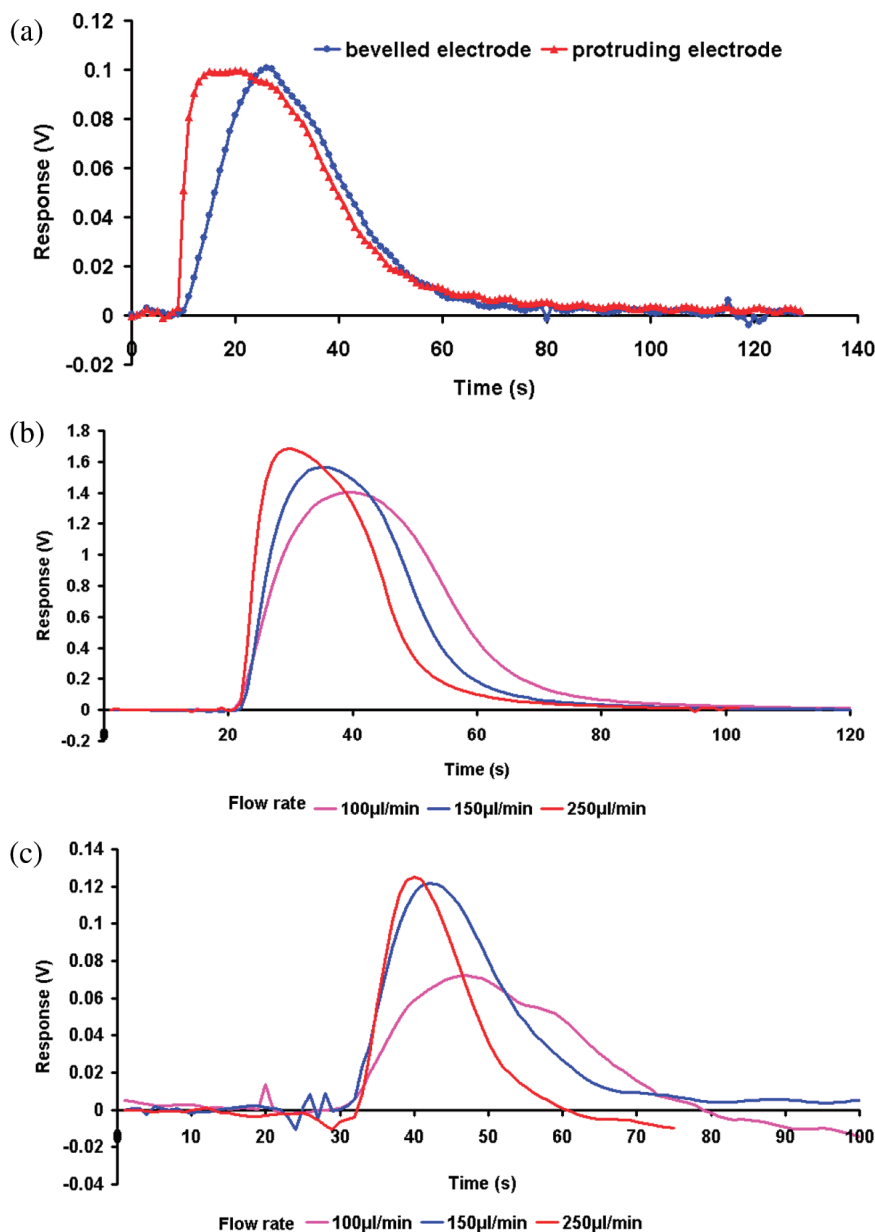 (a)
bevelled electrode protruding electrode
0.12
0.1
0.08
0.06
0.04
0.02
0
-0.02
Response (V)
0 20 40 60 80 100 120 140
Time (s)
(b)
1.8
1.6
1.4
1.2
1
0.8
0.6
0.4
0.2
0
-0.2
Response (V)
0 20 40 60 80 100 120
Time (s)
Flow rate 100µl/min 150µl/min 250µl/min
(c)
0.14
0.12
0.10
0.08
0.06
0.04
0.02
0
-0.02
-0.04
Response (V)
0 10 20 30 40 50 60 70 80 90 100
Time (s)
Flow rate 100µl/min 150µl/min 250µl/min